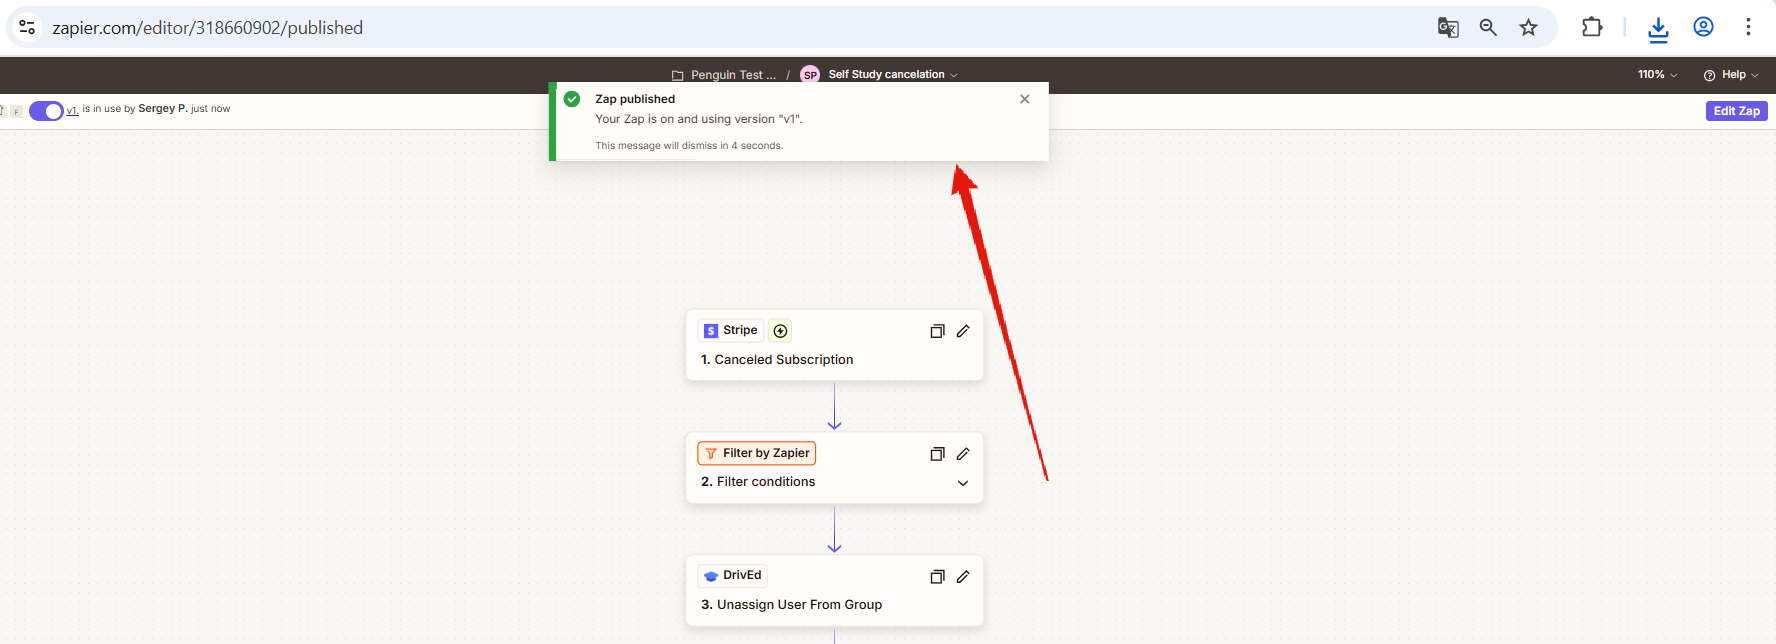 zapier.com/editor/318660902/published
Penguin Test ... / SP Self Study cancelation
110% Help
F v1. is in use by Sergey P. just now
Edit Zap
Zap published
Your Zap is on and using version "v1".
This message will dismiss in 4 seconds.
Stripe
1. Canceled Subscription
Filter by Zapier
2. Filter conditions
DrivEd
3. Unassign User From Group